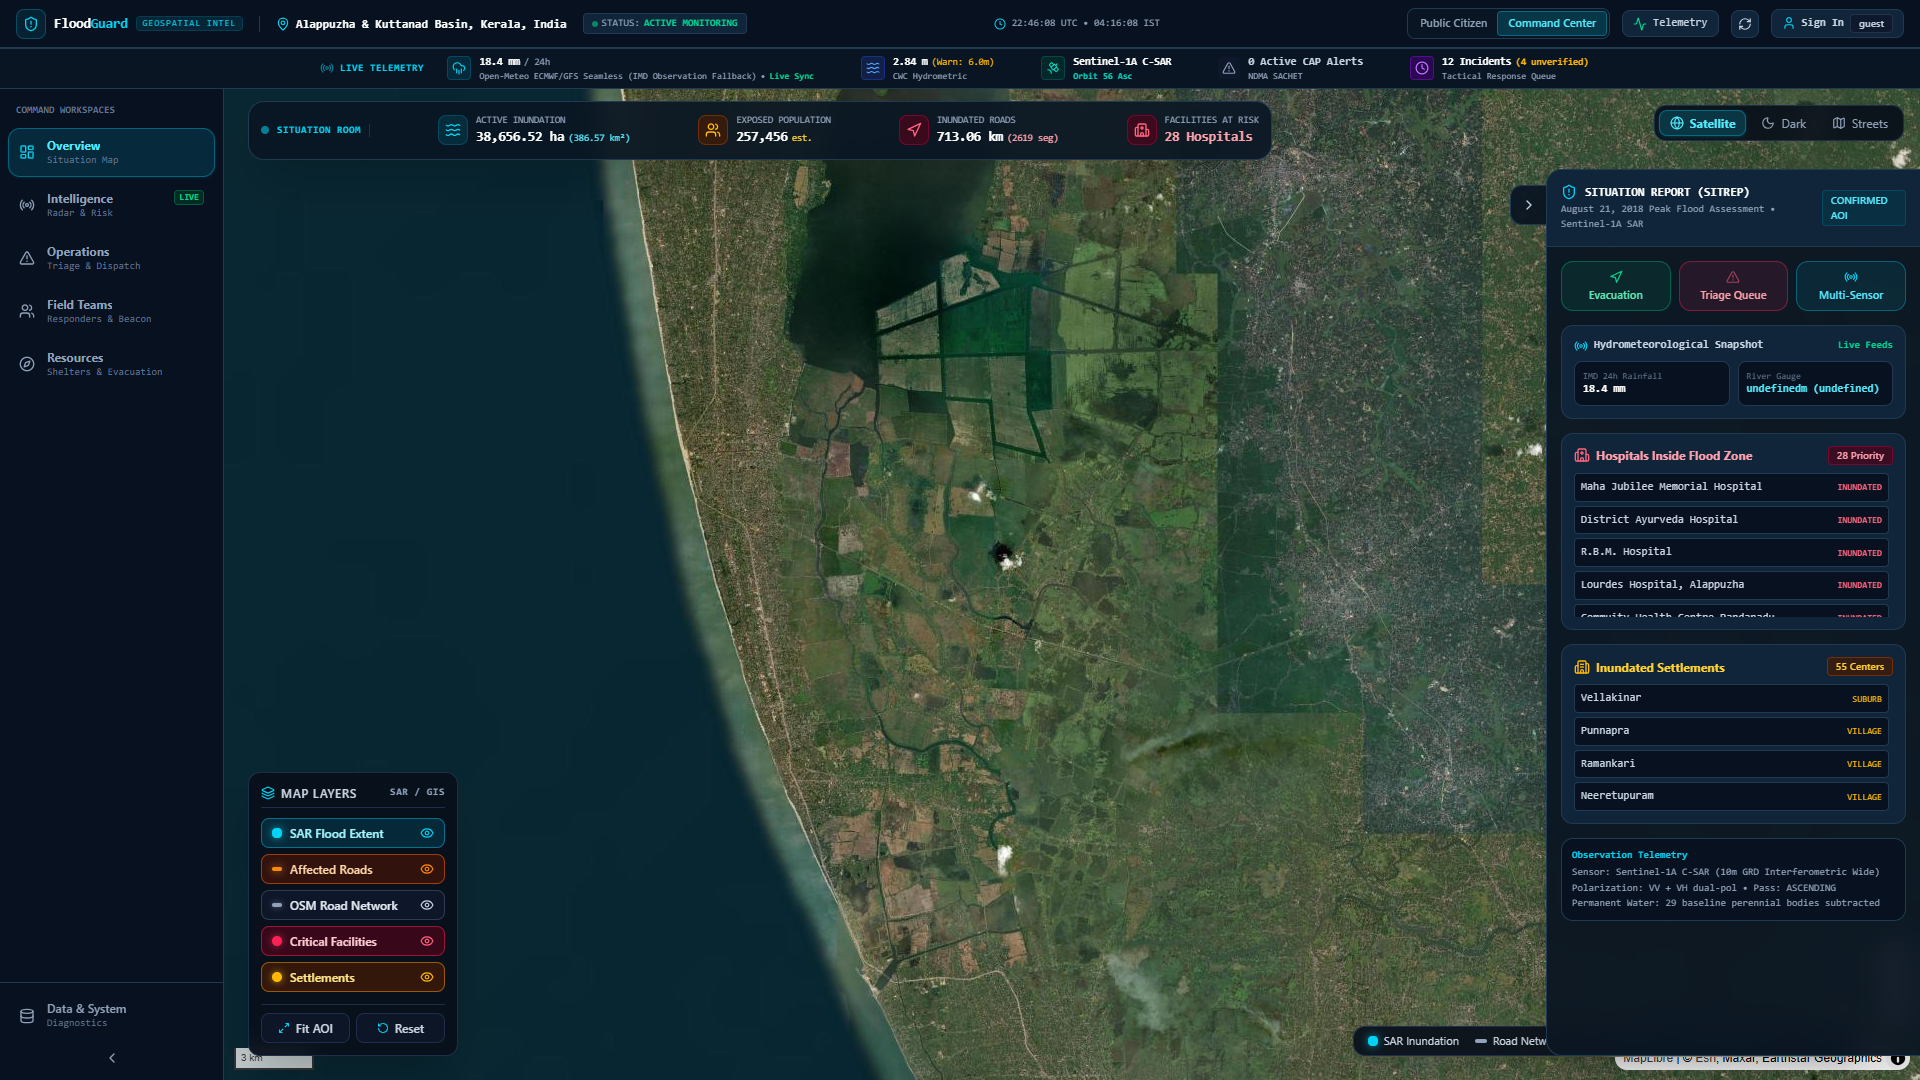 FloodGuard GEOSPATIAL INTEL
Alappuzha & Kuttanad Basin, Kerala, India
STATUS: ACTIVE MONITORING
22:46:08 UTC • 04:16:08 IST
Public Citizen
Command Center
Telemetry
Sign In guest
LIVE TELEMETRY
18.4 mm / 24h
Open-Meteo ECMWF/GFS Seamless (IMD Observation Fallback) • Live Sync
2.84 m (Warn: 6.0m)
CWC Hydrometric
Sentinel-1A C-SAR
Orbit 56 Asc
0 Active CAP Alerts
NDMA SACHET
12 Incidents (4 unverified)
Tactical Response Queue
COMMAND WORKSPACES
Overview
Situation Map
Intelligence
Radar & Risk
LIVE
Operations
Triage & Dispatch
Field Teams
Responders & Beacon
Resources
Shelters & Evacuation
Data & System
Diagnostics
SITUATION ROOM
ACTIVE INUNDATION
38,656.52 ha (386.57 km²)
EXPOSED POPULATION
257,456 est.
INUNDATED ROADS
713.06 km (2619 seg)
FACILITIES AT RISK
28 Hospitals
Satellite
Dark
Streets
MAP LAYERS
SAR / GIS
SAR Flood Extent
Affected Roads
OSM Road Network
Critical Facilities
Settlements
Fit AOI
Reset
3 km
SITUATION REPORT (SITREP)
August 21, 2018 Peak Flood Assessment •
Sentinel-1A SAR
CONFIRMED
AOI
Evacuation
Triage Queue
Multi-Sensor
Hydrometeorological Snapshot
Live Feeds
IMD 24h Rainfall
18.4 mm
River Gauge
undefinedm (undefined)
Hospitals Inside Flood Zone
28 Priority
Maha Jubilee Memorial Hospital INUNDATED
District Ayurveda Hospital INUNDATED
R.B.M. Hospital INUNDATED
Lourdes Hospital, Alappuzha INUNDATED
Inundated Settlements
55 Centers
Vellakinar SUBURB
Punnapra VILLAGE
Ramankari VILLAGE
Neeretupuram VILLAGE
Observation Telemetry
Sensor: Sentinel-1A C-SAR (10m GRD Interferometric Wide)
Polarization: VV + VH dual-pol • Pass: ASCENDING
Permanent Water: 29 baseline perennial bodies subtracted
SAR Inundation
Road Netw
MapLibre | © Esri, Maxar, Earthstar Geographics